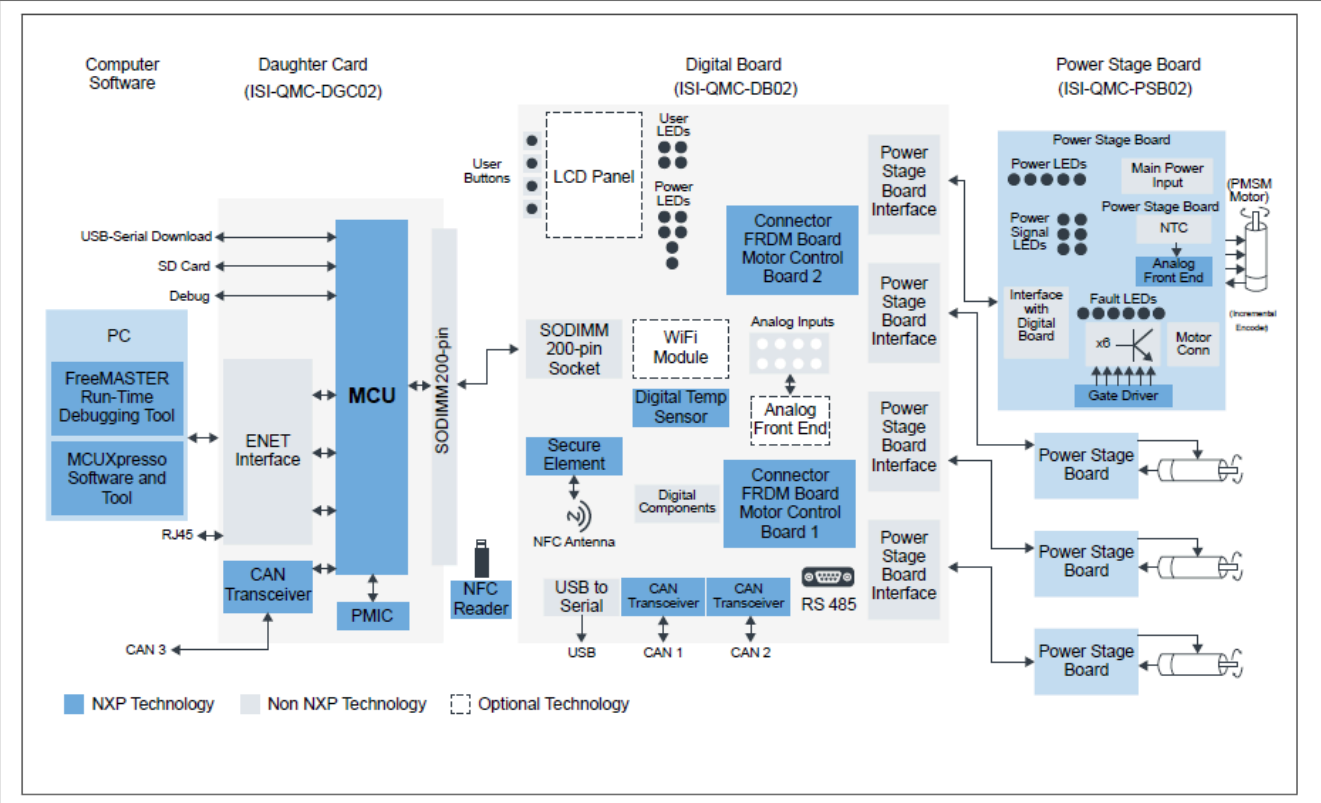 Computer
Software
Daughter Card
(ISI-QMC-DGC02)
Digital Board
(ISI-QMC-DB02)
Power Stage Board
(ISI-QMC-PSB02)
User
Buttons
LCD Panel
User
LEDs
Power
LEDs
Power
Stage
Board
Interface
Connector
FRDM Board
Motor Control
Board 2
Power Stage Board
Power LEDs
Main Power
Input
Power Stage Board
Power
Signal
LEDs
NTC
Analog
Front End
(PMSM
Motor)
Interface
with
Digital
Board
Fault LEDs
x6
Motor
Conn
Gate Driver
(Incremental
Encoder)
USB-Serial Download
SD Card
Debug
PC
FreeMASTER
Run-Time
Debugging Tool
MCUXpresso
Software and
Tool
RJ45
ENET
Interface
MCU
SODIMM200-pin
CAN
Transceiver
PMIC
CAN 3
NFC
Reader
SODIMM
200-pin
Socket
WiFi
Module
Analog Inputs
Digital Temp
Sensor
Analog
Front End
Secure
Element
NFC Antenna
Digital
Components
Connector
FRDM Board
Motor Control
Board 1
USB to
Serial
CAN
Transceiver
CAN
Transceiver
RS 485
USB
CAN 1
CAN 2
Power
Stage
Board
Interface
Power
Stage
Board
Interface
Power
Stage
Board
Interface
Power Stage
Board
Power Stage
Board
Power Stage
Board
NXP Technology
Non NXP Technology
Optional Technology